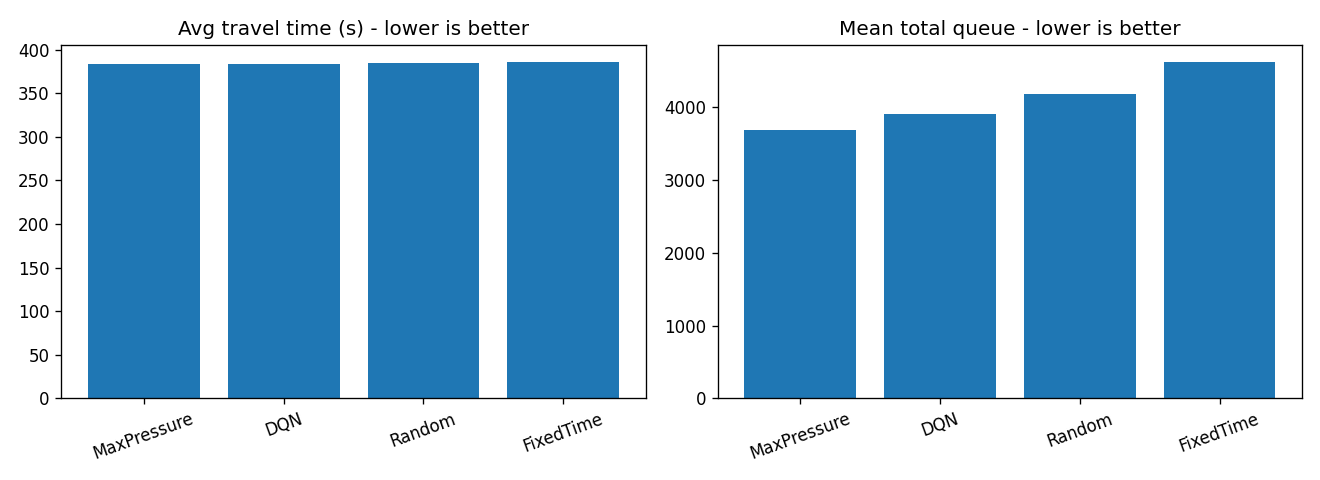 Avg travel time (s) - lower is better
400
350
300
250
200
150
100
50
0
MaxPressure
DQN
Random
FixedTime
Mean total queue - lower is better
4000
3000
2000
1000
0
MaxPressure
DQN
Random
FixedTime